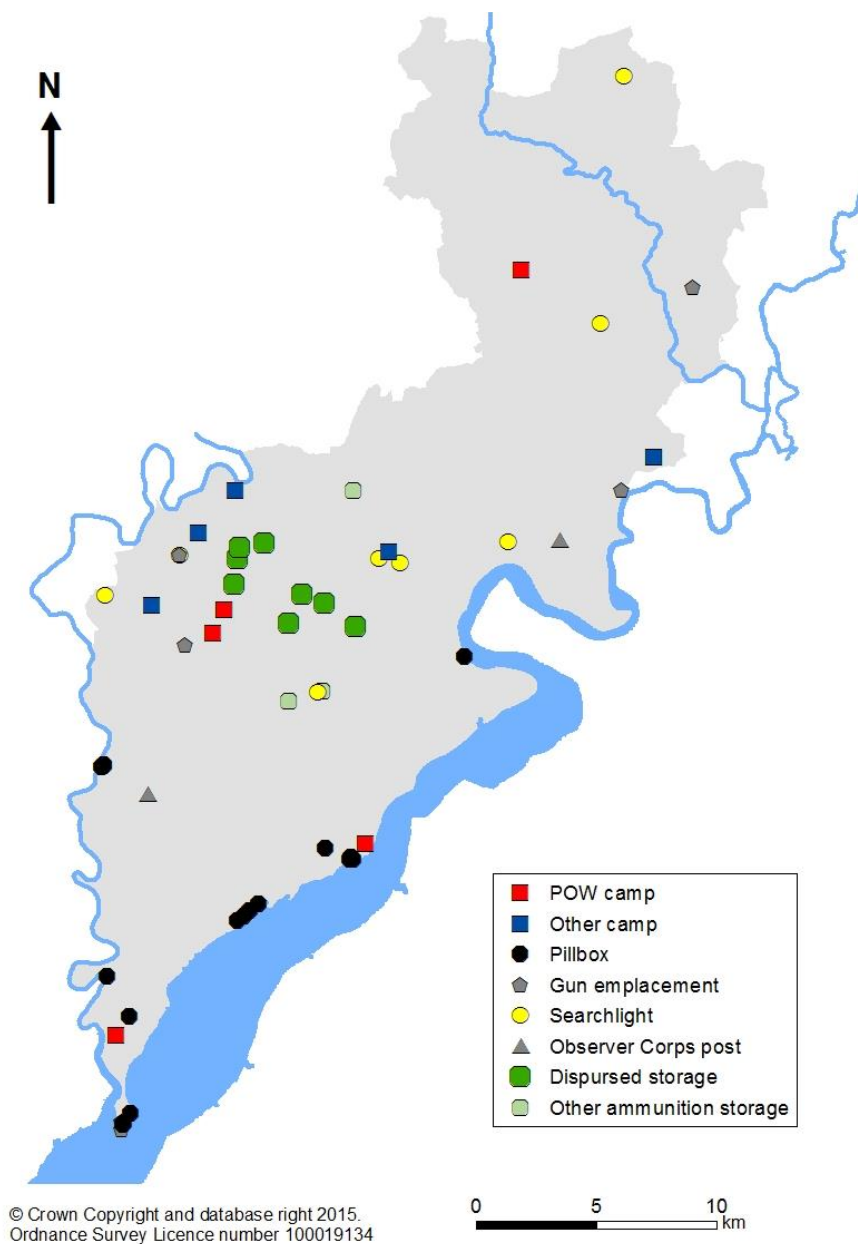 N
POW camp
Other camp
Pillbox
Gun emplacement
Searchlight
Observer Corps post
Dispursed storage
Other ammunition storage
© Crown Copyright and database right 2015.
Ordnance Survey Licence number 100019134
0 5 10
km